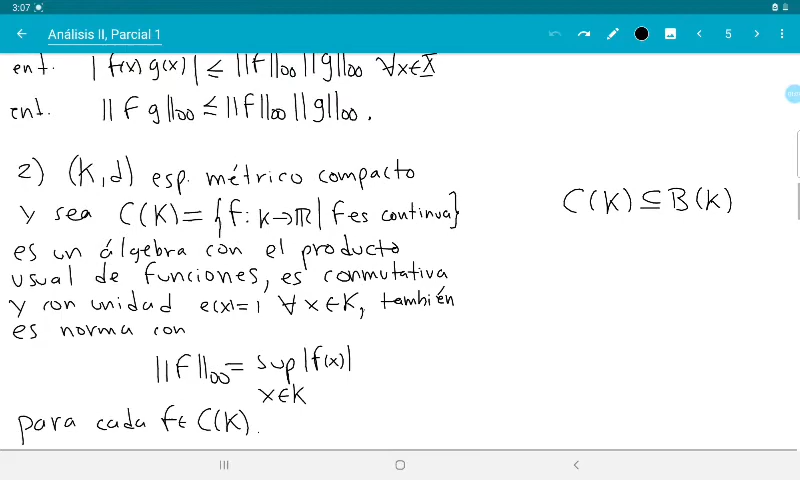 3:07
Análisis II, Parcial 1
5
ent. |f(x) g(x)| ≤ ||f||∞ ||g||∞ ∀x∈X
ent. ||f g||∞ ≤ ||f||∞ ||g||∞.
2) (K,d) esp. métrico compacto
y sea C(K)={f:K→ℝ| f es continua}
es un álgebra con el producto
usual de funciones, es conmutativa
y con unidad e(x)=1 ∀x∈K, también
es norma con
||f||∞= sup|f(x)|
x∈K
para cada f∈ C(K).
C(K)⊆B(K)